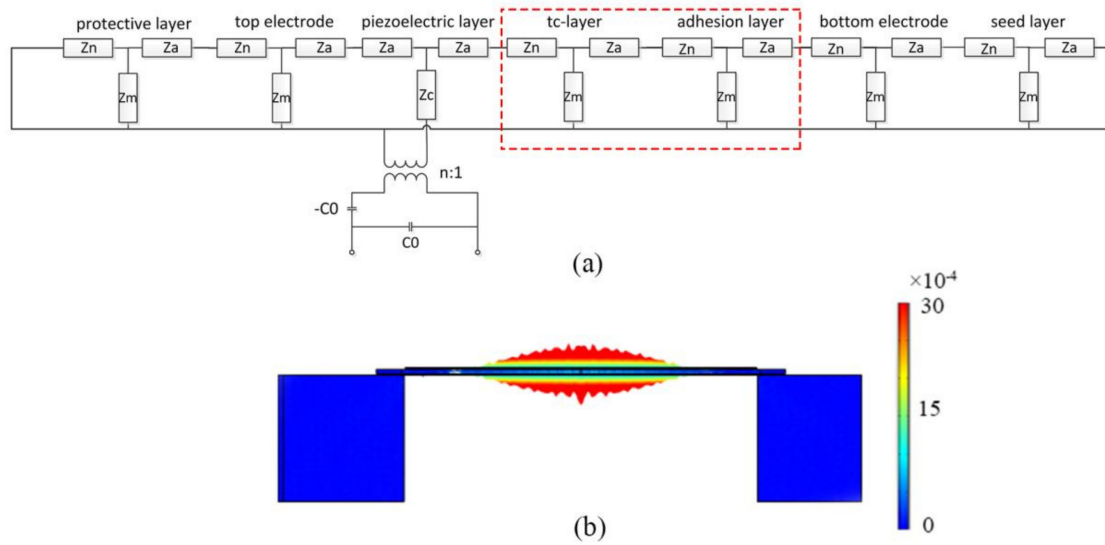 protective layer top electrode piezoelectric layer tc-layer adhesion layer bottom electrode seed layer
Zn Za Zn Za Za Za Zn Za Zn Za Zn Za Zn Za
Zm Zm Zc Zm Zm Zm Zm
n:1
-C0
C0
(a)
×10⁻⁴
30
15
0
(b)